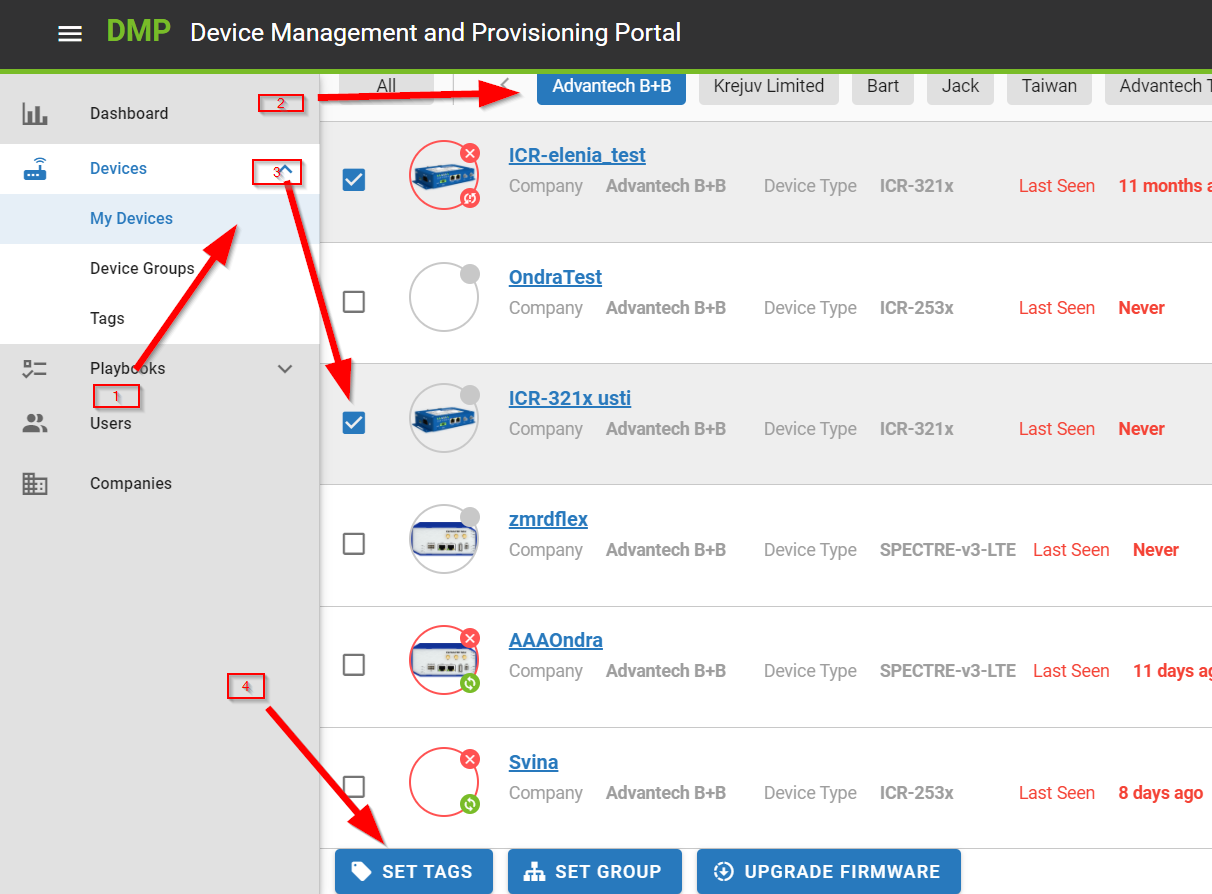 DMP Device Management and Provisioning Portal
All Advantech B+B Krejuv Limited Bart Jack Taiwan Advantech T
Dashboard
2
Devices
3
My Devices
Device Groups
Tags
Playbooks
1
Users
Companies
4
ICR-elenia_test
Company Advantech B+B Device Type ICR-321x Last Seen 11 months a
OndraTest
Company Advantech B+B Device Type ICR-253x Last Seen Never
ICR-321x usti
Company Advantech B+B Device Type ICR-321x Last Seen Never
zmrdflex
Company Advantech B+B Device Type SPECTRE-v3-LTE Last Seen Never
AAAOndra
Company Advantech B+B Device Type SPECTRE-v3-LTE Last Seen 11 days ag
Svina
Company Advantech B+B Device Type ICR-253x Last Seen 8 days ago
SET TAGS SET GROUP UPGRADE FIRMWARE